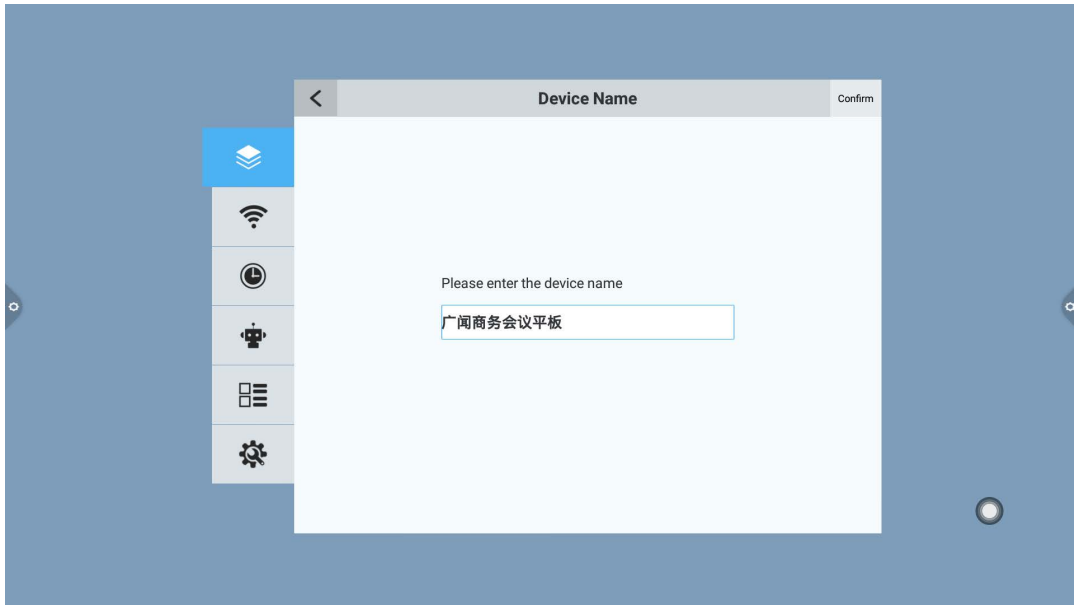 Device Name
Confirm
Please enter the device name
广闻商务会议平板